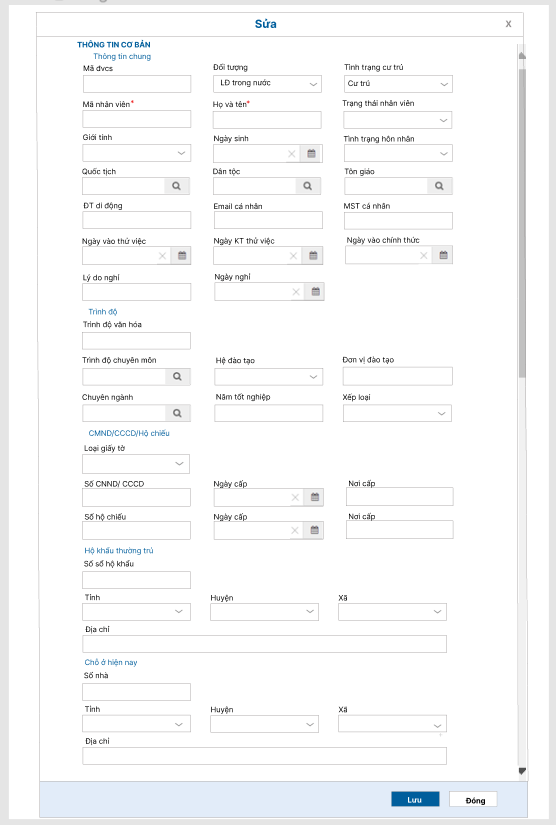 Sửa
X
THÔNG TIN CƠ BẢN
Thông tin chung
Mã đvcs Đối tượng Tình trạng cư trú
LĐ trong nước Cư trú
Mã nhân viên* Họ và tên* Trạng thái nhân viên
Giới tính Ngày sinh Tình trạng hôn nhân
Quốc tịch Dân tộc Tôn giáo
ĐT di động Email cá nhân MST cá nhân
Ngày vào thử việc Ngày KT thử việc Ngày vào chính thức
Lý do nghỉ Ngày nghỉ
Trình độ
Trình độ văn hóa
Trình độ chuyên môn Hệ đào tạo Đơn vị đào tạo
Chuyên ngành Năm tốt nghiệp Xếp loại
CMND/CCCD/Hộ chiếu
Loại giấy tờ
Số CNND/ CCCD Ngày cấp Nơi cấp
Số hộ chiếu Ngày cấp Nơi cấp
Hộ khẩu thường trú
Số sổ hộ khẩu
Tỉnh Huyện Xã
Địa chỉ
Chỗ ở hiện nay
Số nhà
Tỉnh Huyện Xã
Địa chỉ
Lưu Đóng